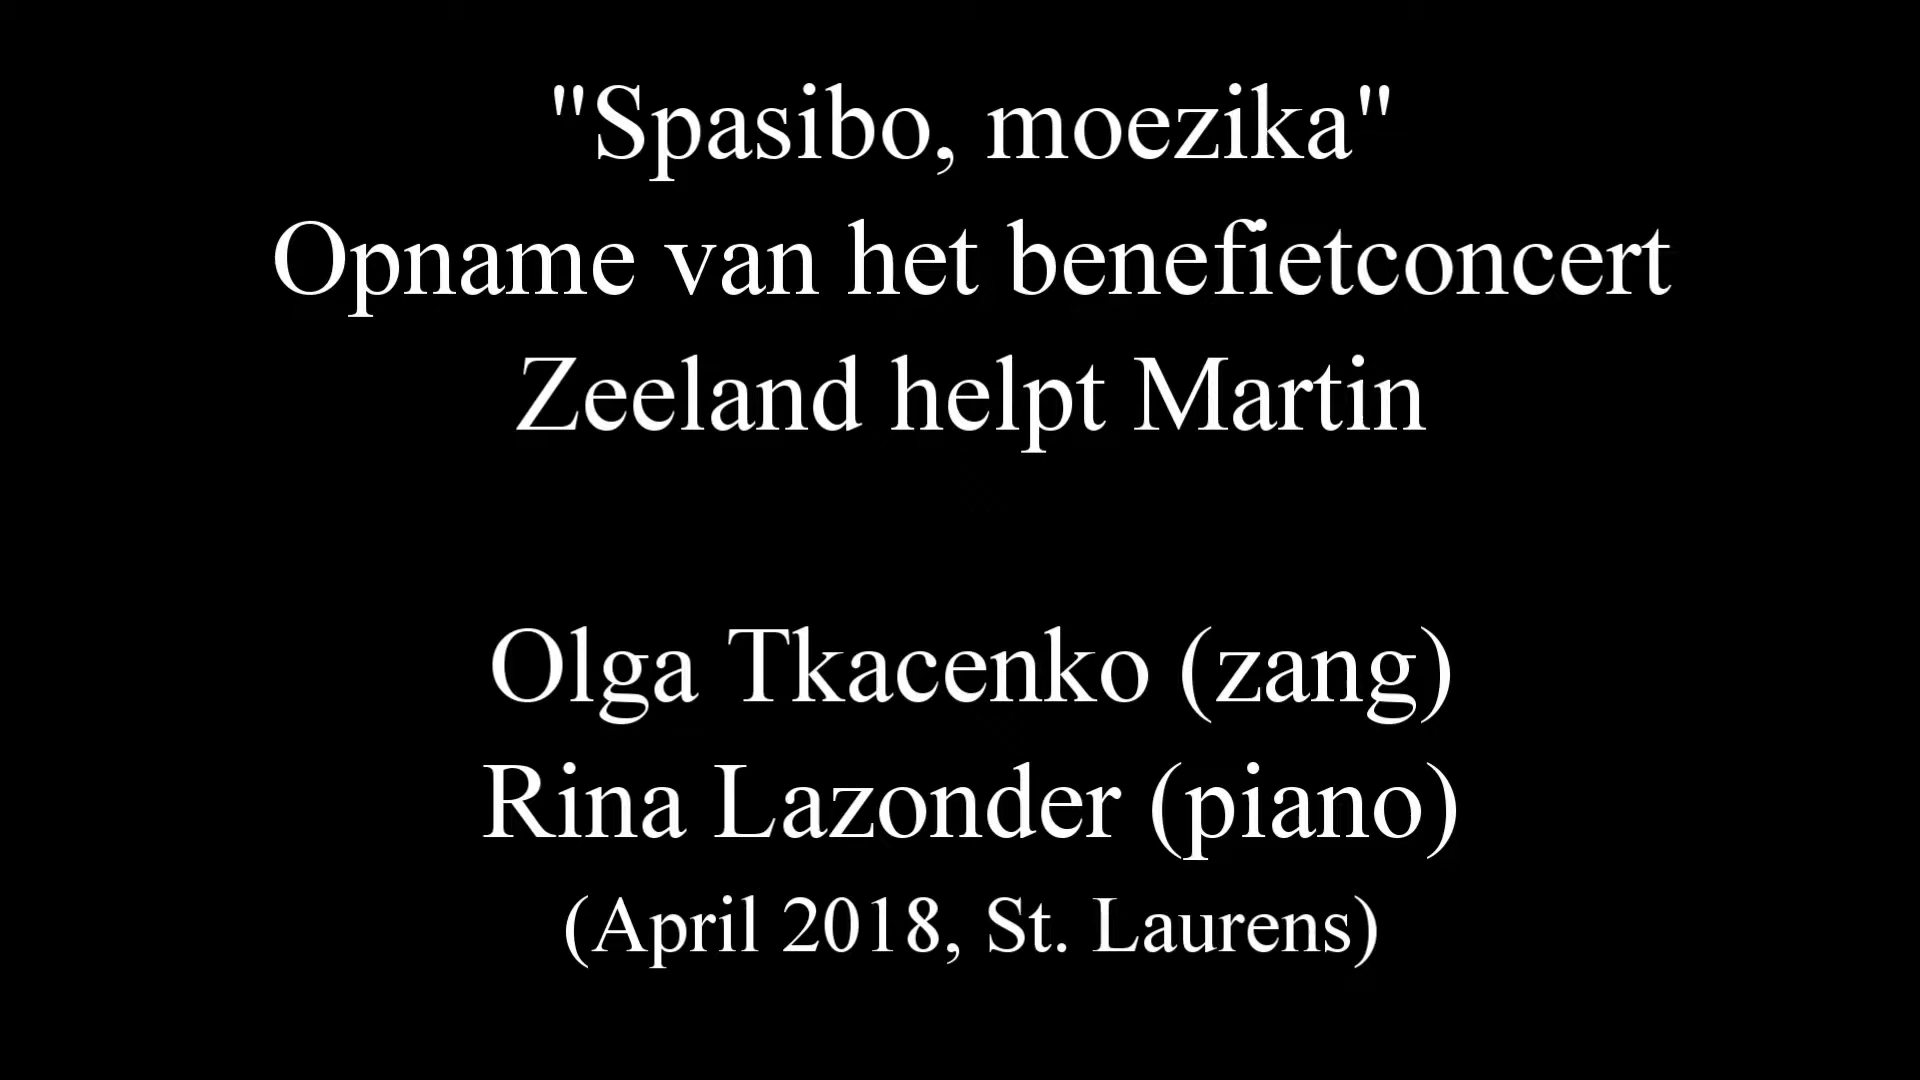 "Spasibo, moezika"
Opname van het benefietconcert
Zeeland helpt Martin
Olga Tkacenko (zang)
Rina Lazonder (piano)
(April 2018, St. Laurens)